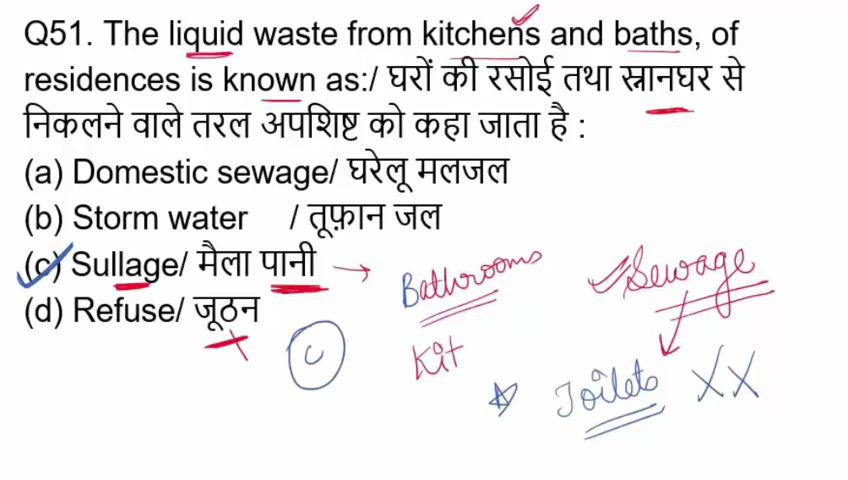 Q51. The liquid waste from kitchens and baths, of
residences is known as:/ घरों की रसोई तथा स्नानघर से
निकलने वाले तरल अपशिष्ट को कहा जाता है :
(a) Domestic sewage/ घरेलू मलजल
(b) Storm water / तूफ़ान जल
(c) Sullage/ मैला पानी → Bathrooms Sewage
(d) Refuse/ जूठन
C Kit Toilets XX